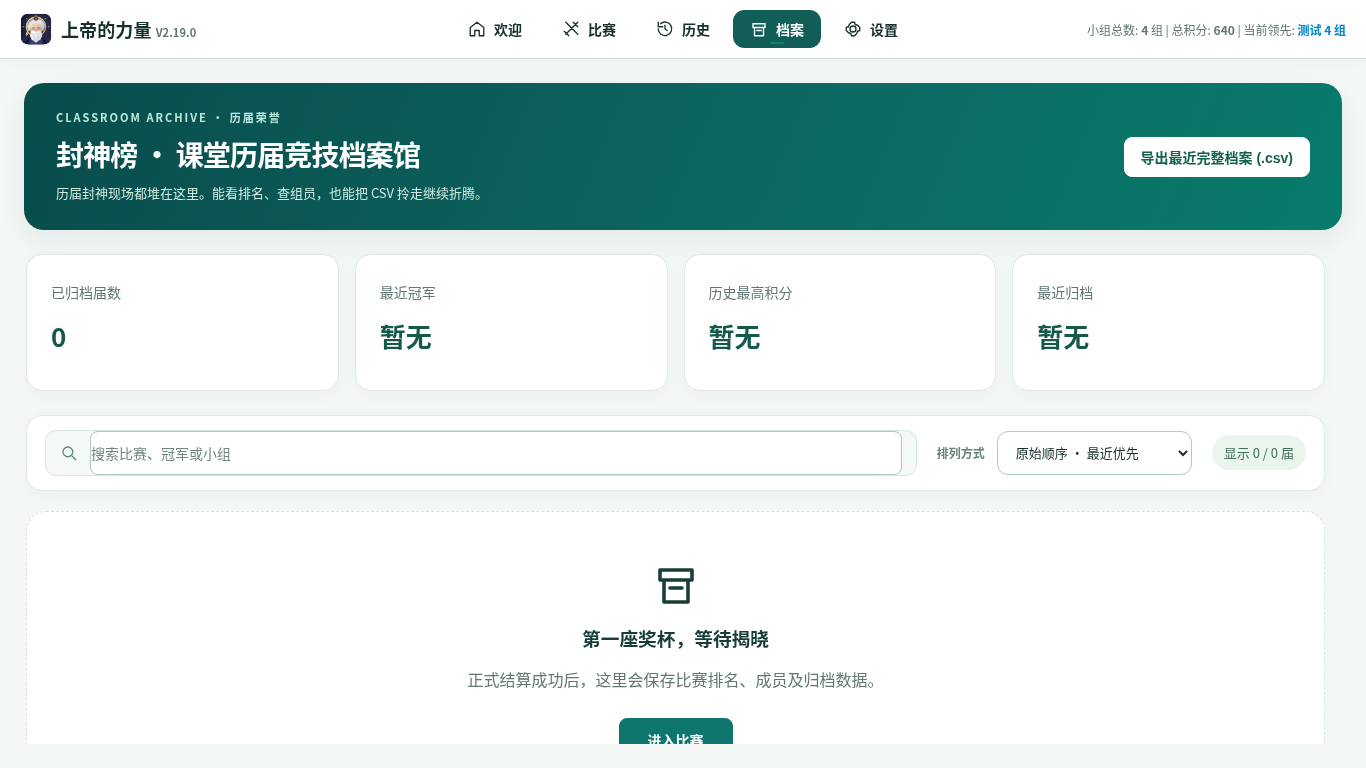 上帝的力量 V2.19.0
欢迎
比赛
历史
档案
设置
小组总数: 4 组 | 总积分: 640 | 当前领先: 测试 4 组
CLASSROOM ARCHIVE · 历届荣誉
封神榜 · 课堂历届竞技档案馆
历届封神现场都堆在这里。能看排名、查组员，也能把 CSV 拎走继续折腾。
导出最近完整档案 (.csv)
已归档届数
0
最近冠军
暂无
历史最高积分
暂无
最近归档
暂无
搜索比赛、冠军或小组
排列方式
原始顺序 · 最近优先
显示 0 / 0 届
第一座奖杯，等待揭晓
正式结算成功后，这里会保存比赛排名、成员及归档数据。
进入比赛